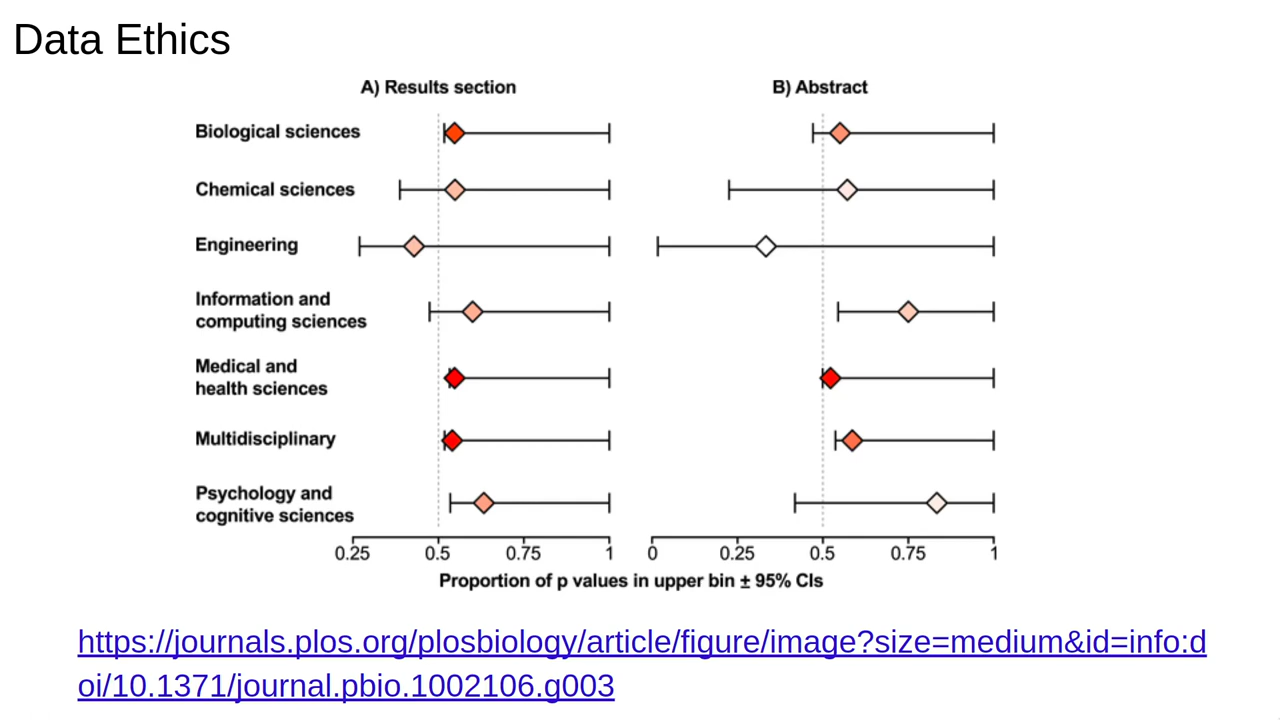 Data Ethics
A) Results section
B) Abstract
Biological sciences
Chemical sciences
Engineering
Information and
computing sciences
Medical and
health sciences
Multidisciplinary
Psychology and
cognitive sciences
0.25 0.5 0.75 1
0 0.25 0.5 0.75 1
Proportion of p values in upper bin ± 95% CIs
https://journals.plos.org/plosbiology/article/figure/image?size=medium&id=info:d
oi/10.1371/journal.pbio.1002106.g003